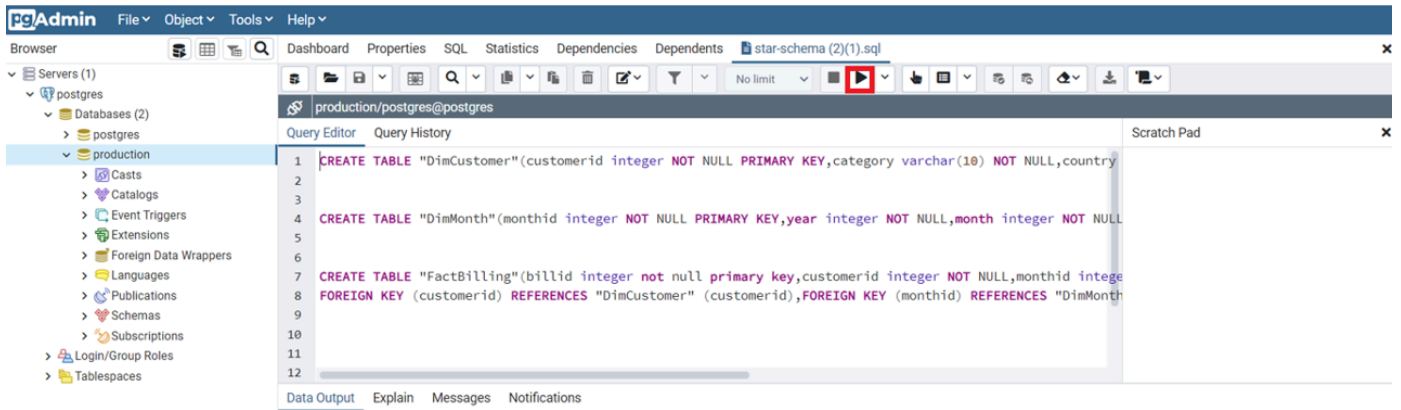 pgAdmin File Object Tools Help
Browser Dashboard Properties SQL Statistics Dependencies Dependents star-schema (2)(1).sql
Servers (1)
No limit
postgres
production/postgres@postgres
Databases (2)
postgres
Query Editor Query History Scratch Pad
production
1 CREATE TABLE "DimCustomer"(customerid integer NOT NULL PRIMARY KEY,category varchar(10) NOT NULL,country
Casts
2
Catalogs
3
Event Triggers
4 CREATE TABLE "DimMonth"(monthid integer NOT NULL PRIMARY KEY,year integer NOT NULL,month integer NOT NULL
Extensions
5
Foreign Data Wrappers
6
Languages
7 CREATE TABLE "FactBilling"(billid integer not null primary key,customerid integer NOT NULL,monthid intege
Publications
8 FOREIGN KEY (customerid) REFERENCES "DimCustomer" (customerid),FOREIGN KEY (monthid) REFERENCES "DimMonth
Schemas
9
Subscriptions
10
Login/Group Roles
11
Tablespaces
12
Data Output Explain Messages Notifications